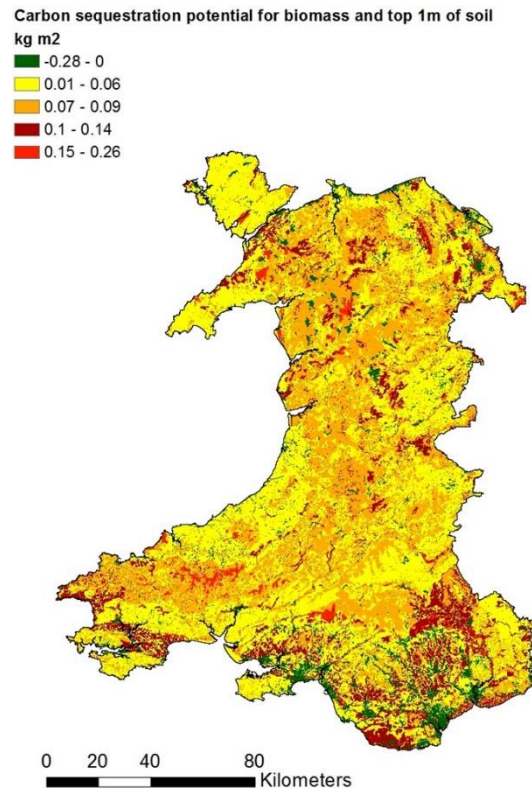 Carbon sequestration potential for biomass and top 1m of soil
kg m2
-0.28 - 0
0.01 - 0.06
0.07 - 0.09
0.1 - 0.14
0.15 - 0.26
0 20 40 80
Kilometers